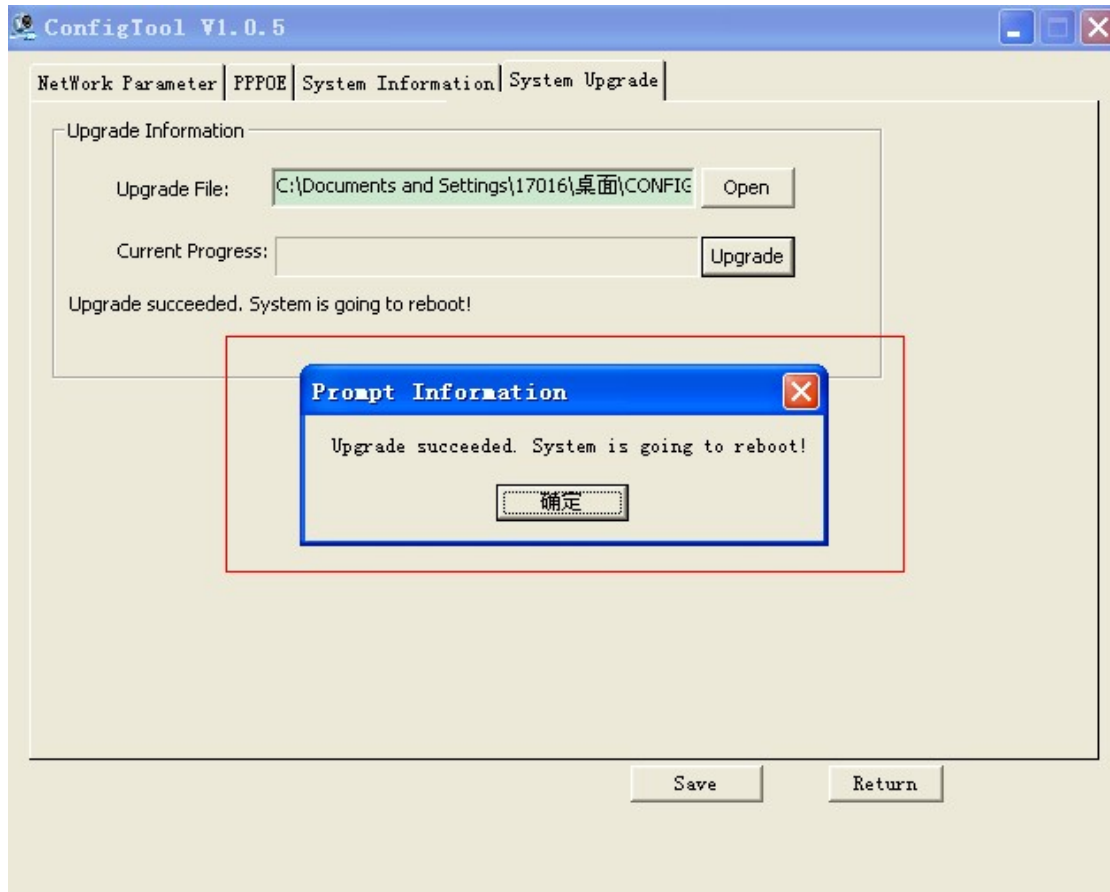 ConfigTool V1.0.5
NetWork Parameter PPPOE System Information System Upgrade
Upgrade Information
Upgrade File: C:\Documents and Settings\17016\桌面\CONFIG Open
Current Progress: Upgrade
Upgrade succeeded. System is going to reboot!
Prompt Information
Upgrade succeeded. System is going to reboot!
确定
Save Return